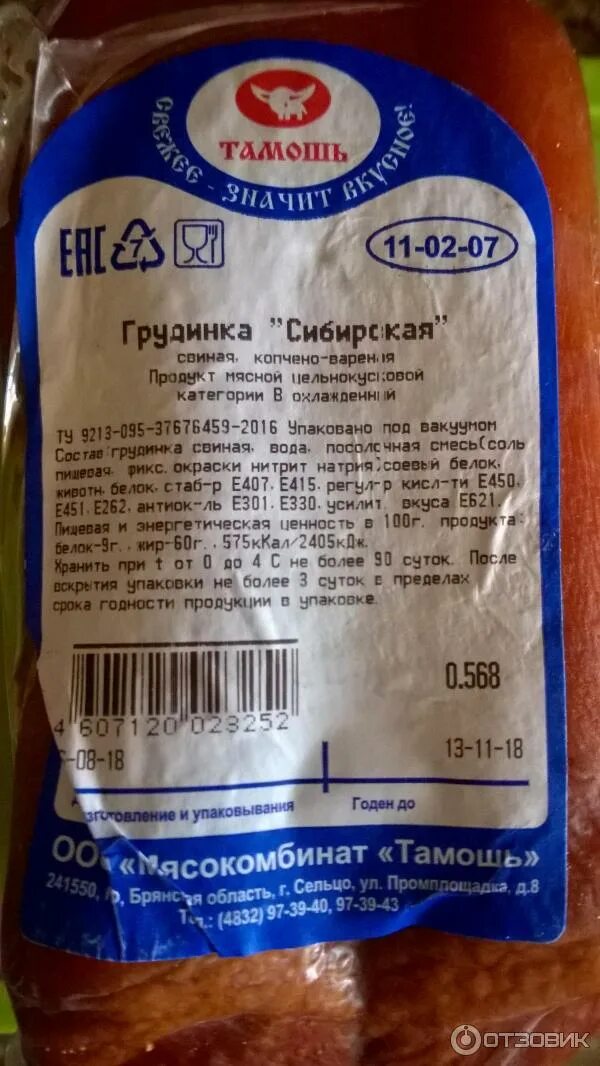 ТАМОШЬ
СВЕЖЕЕ - ЗНАЧИТ ВКУСНОЕ!
ЕАС 7
11-02-07
Грудинка "Сибирская"
свиная, копчено-вареная
Продукт мясной цельнокусковой
категории В охлажденный
ТУ 9213-095-37676459-2016 Упаковано под вакуумом
Состав:грудинка свиная, вода, посолочная смесь(соль
пищевая, фикс.окраски нитрит натрия)соевый белок,
животн.белок, стаб-р Е407, Е415, регул-р кисл-ти Е450,
Е451,Е262, антиок-ль Е301,Е330, усилит. вкуса Е621.
Пищевая и энергетическая ценность в 100г. продукта:
белок-9г., жир-60г., 575кКал/2405кДж.
Хранить при t от 0 до 4 С не более 90 суток. После
вскрытия упаковки не более 3 суток в пределах
срока годности продукции в упаковке.
0.568
4 607120 023252
-08-18
13-11-18
изготовление и упаковывания
Годен до
ООО «Мясокомбинат «Тамошь»
241550, Брянская область, г. Сельцо, ул. Промплощадка, д.8
Тел.: (4832) 97-39-40, 97-39-43
ОТЗОВИК